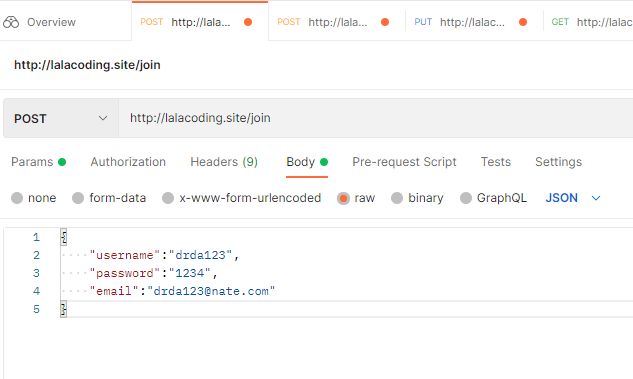 Overview
POST http://lala...
POST http://lalac...
PUT http://lalac...
GET http://lalac
http://lalacoding.site/join
POST http://lalacoding.site/join
Params Authorization Headers (9) Body Pre-request Script Tests Settings
none form-data x-www-form-urlencoded raw binary GraphQL JSON
1 {
2 "username":"drda123",
3 "password":"1234",
4 "email":"drda123@nate.com"
5 }